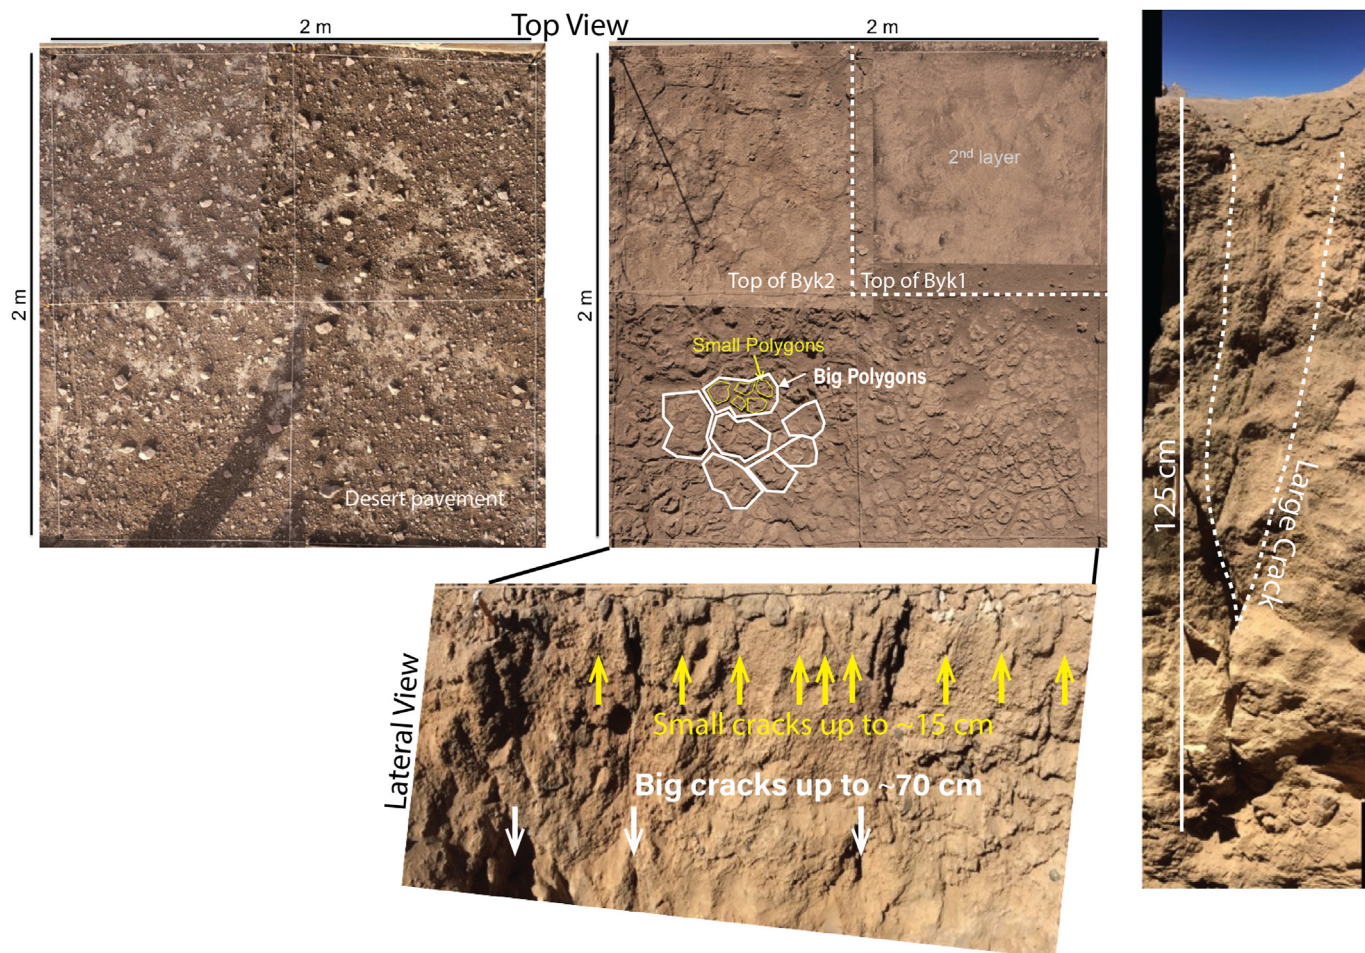 Top View
2 m
2 m
2 m
2 m
Desert pavement
2nd layer
Top of Byk2
Top of Byk1
Small Polygons
Big Polygons
Lateral View
Small cracks up to ~15 cm
Big cracks up to ~70 cm
125 cm
Large Crack